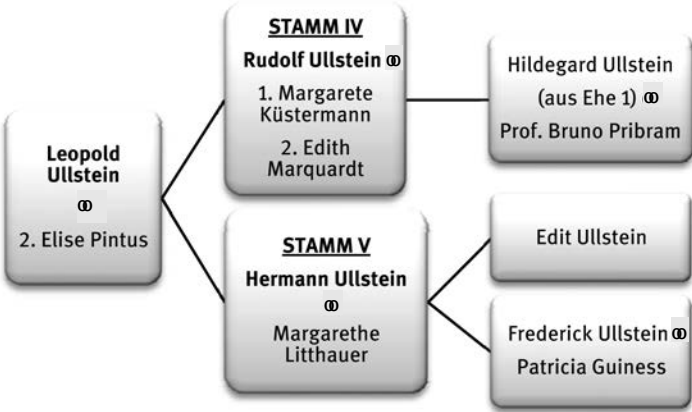 Leopold
Ullstein
⚭
2. Elise Pintus
STAMM IV
Rudolf Ullstein ⚭
1. Margarete
Küstermann
2. Edith
Marquardt
Hildegard Ullstein
(aus Ehe 1) ⚭
Prof. Bruno Pribram
STAMM V
Hermann Ullstein
⚭
Margarethe
Litthauer
Edit Ullstein
Frederick Ullstein ⚭
Patricia Guiness